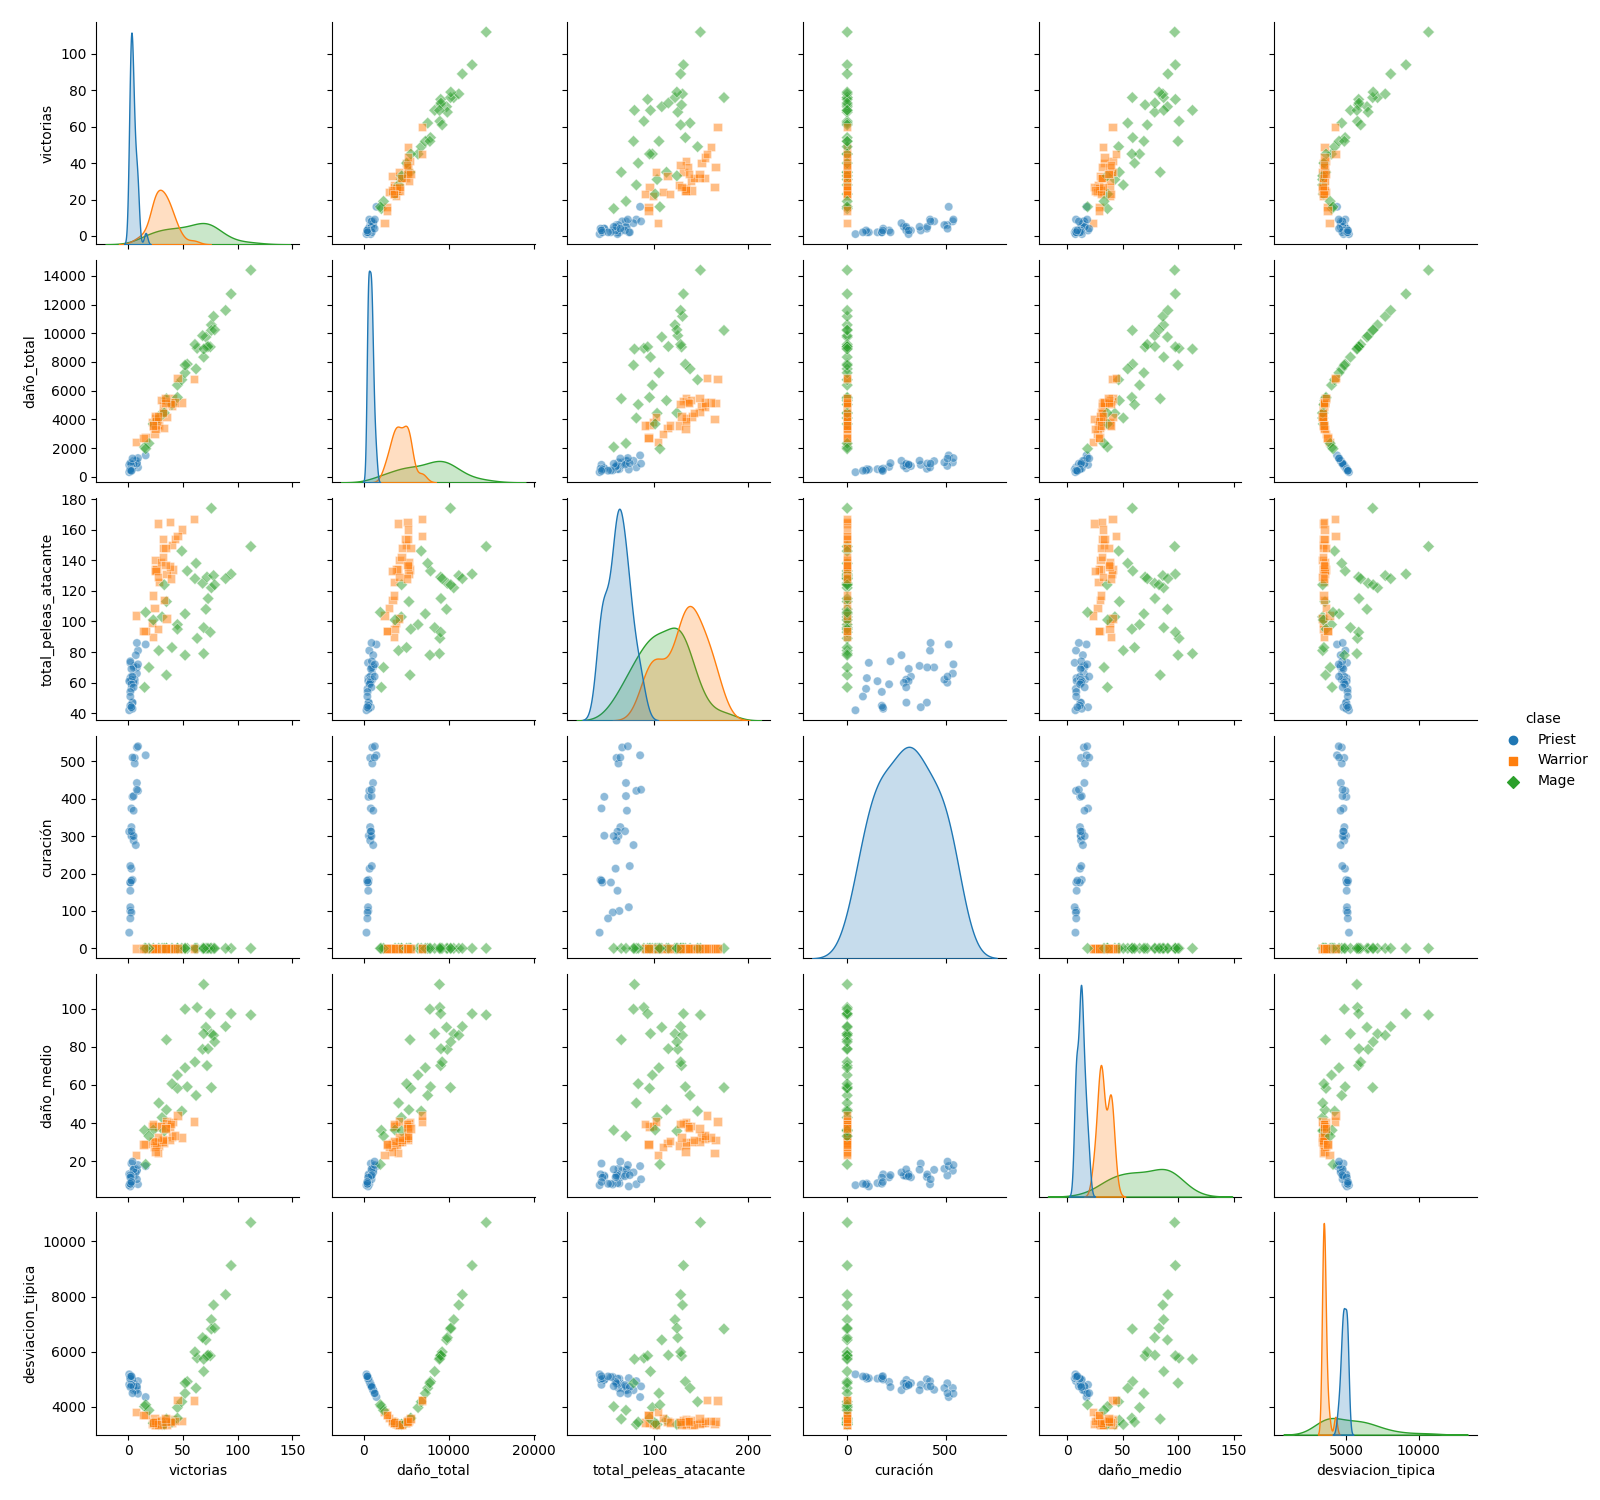 victorias
100
80
60
40
20
0
daño_total
14000
12000
10000
8000
6000
4000
2000
0
total_peleas_atacante
180
160
140
120
100
80
60
40
clase
Priest
Warrior
Mage
curación
500
400
300
200
100
0
daño_medio
100
80
60
40
20
desviacion_tipica
10000
8000
6000
4000
0 50 100 150
0 10000 20000
100 200
0 500
0 50 100 150
5000 10000
victorias daño_total total_peleas_atacante curación daño_medio desviacion_tipica